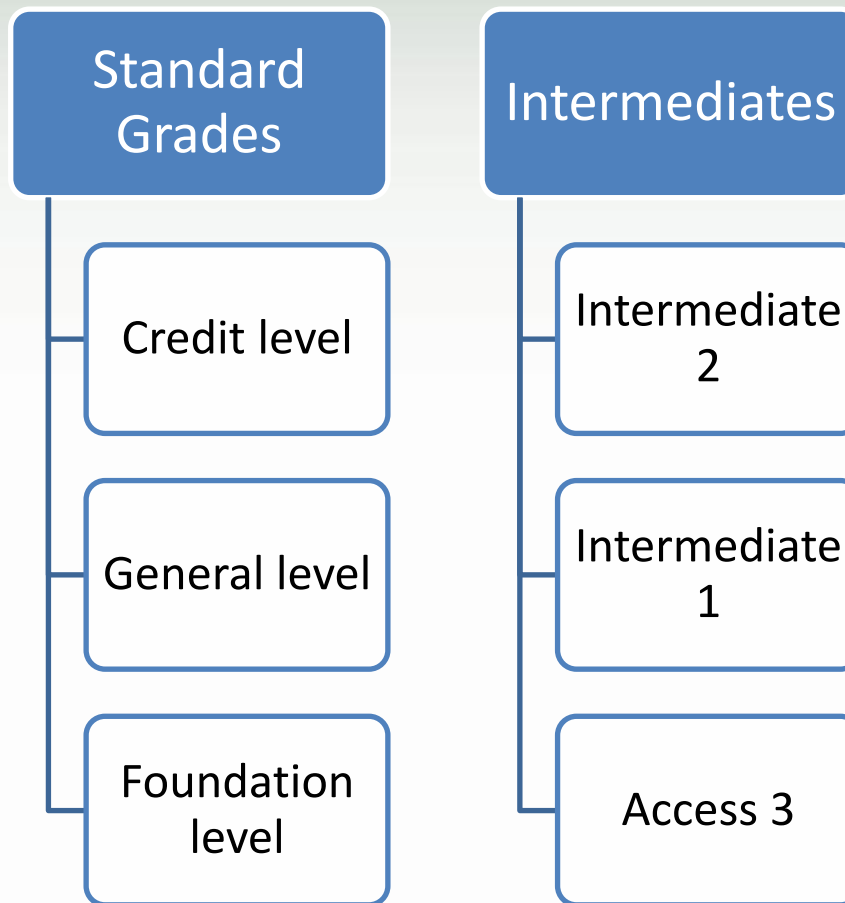 Standard
Grades
Credit level
General level
Foundation
level
Intermediates
Intermediate
2
Intermediate
1
Access 3